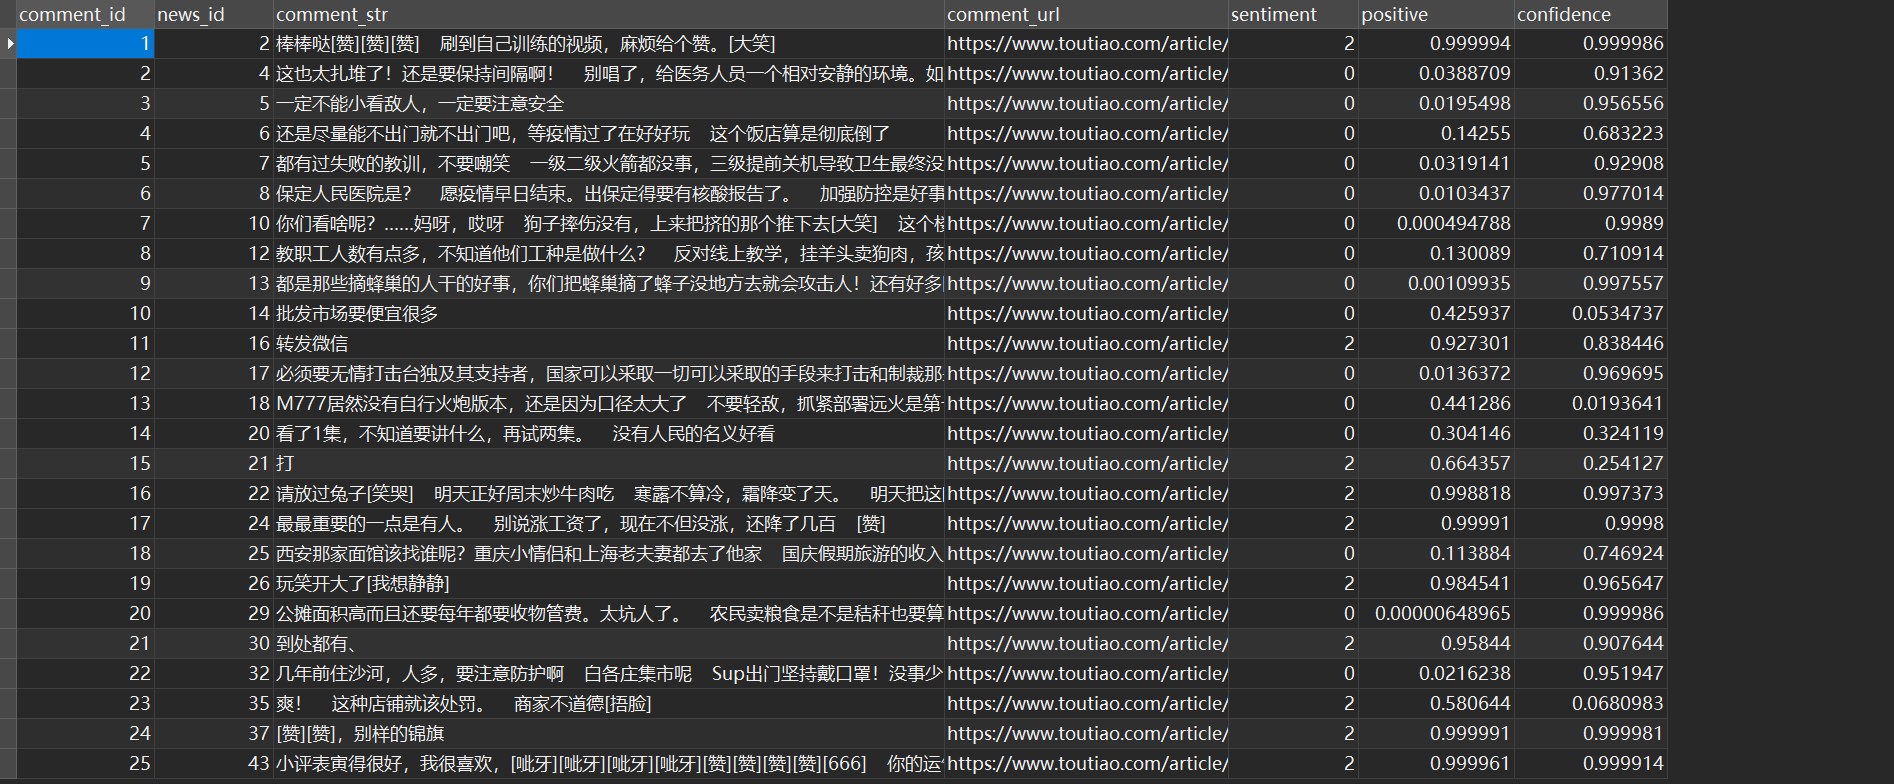 comment_id news_id comment_str comment_url sentiment positive confidence
1 2 棒棒哒[赞][赞][赞] 刷到自己训练的视频，麻烦给个赞。[大笑] https://www.toutiao.com/article/ 2 0.999994 0.999986
2 4 这也太扎堆了！还是要保持间隔啊！ 别唱了，给医务人员一个相对安静的环境。如 https://www.toutiao.com/article/ 0 0.0388709 0.91362
3 5 一定不能小看敌人，一定要注意安全 https://www.toutiao.com/article/ 0 0.0195498 0.956556
4 6 还是尽量能不出门就不出门吧，等疫情过了在好好玩 这个饭店算是彻底倒了 https://www.toutiao.com/article/ 0 0.14255 0.683223
5 7 都有过失败的教训，不要嘲笑 一级二级火箭都没事，三级提前关机导致卫生最终没 https://www.toutiao.com/article/ 0 0.0319141 0.92908
6 8 保定人民医院是？ 愿疫情早日结束。出保定得要有核酸报告了。 加强防控是好事 https://www.toutiao.com/article/ 0 0.0103437 0.977014
7 10 你们看啥呢？……妈呀，哎呀 狗子摔伤没有，上来把挤的那个推下去[大笑] 这个 https://www.toutiao.com/article/ 0 0.000494788 0.9989
8 12 教职工人数有点多，不知道他们工种是做什么？ 反对线上教学，挂羊头卖狗肉，孩 https://www.toutiao.com/article/ 0 0.130089 0.710914
9 13 都是那些摘蜂巢的人干的好事，你们把蜂巢摘了蜂子没地方去就会攻击人！还有好多 https://www.toutiao.com/article/ 0 0.00109935 0.997557
10 14 批发市场要便宜很多 https://www.toutiao.com/article/ 0 0.425937 0.0534737
11 16 转发微信 https://www.toutiao.com/article/ 2 0.927301 0.838446
12 17 必须要无情打击台独及其支持者，国家可以采取一切可以采取的手段来打击和制裁那 https://www.toutiao.com/article/ 0 0.0136372 0.969695
13 18 M777居然没有自行火炮版本，还是因为口径太大了 不要轻敌，抓紧部署远火是第 https://www.toutiao.com/article/ 0 0.441286 0.0193641
14 20 看了1集，不知道要讲什么，再试两集。 没有人民的名义好看 https://www.toutiao.com/article/ 0 0.304146 0.324119
15 21 打 https://www.toutiao.com/article/ 2 0.664357 0.254127
16 22 请放过兔子[笑哭] 明天正好周末炒牛肉吃 寒露不算冷，霜降变了天。 明天把这 https://www.toutiao.com/article/ 2 0.998818 0.997373
17 24 最最重要的一点是有人。 别说涨工资了，现在不但没涨，还降了几百 [赞] https://www.toutiao.com/article/ 2 0.99991 0.9998
18 25 西安那家面馆该找谁呢？重庆小情侣和上海老夫妻都去了他家 国庆假期旅游的收入 https://www.toutiao.com/article/ 0 0.113884 0.746924
19 26 玩笑开大了[我想静静] https://www.toutiao.com/article/ 2 0.984541 0.965647
20 29 公摊面积高而且还要每年都要收物管费。太坑人了。 农民卖粮食是不是秸秆也要算 https://www.toutiao.com/article/ 0 0.00000648965 0.999986
21 30 到处都有、 https://www.toutiao.com/article/ 2 0.95844 0.907644
22 32 几年前住沙河，人多，要注意防护啊 白各庄集市呢 Sup出门坚持戴口罩！没事少 https://www.toutiao.com/article/ 0 0.0216238 0.951947
23 35 爽！ 这种店铺就该处罚。 商家不道德[捂脸] https://www.toutiao.com/article/ 2 0.580644 0.0680983
24 37 [赞][赞]，别样的锦旗 https://www.toutiao.com/article/ 2 0.999991 0.999981
25 43 小评表寅得很好，我很喜欢，[呲牙][呲牙][呲牙][呲牙][赞][赞][赞][赞][666] 你的运 https://www.toutiao.com/article/ 2 0.999961 0.999914